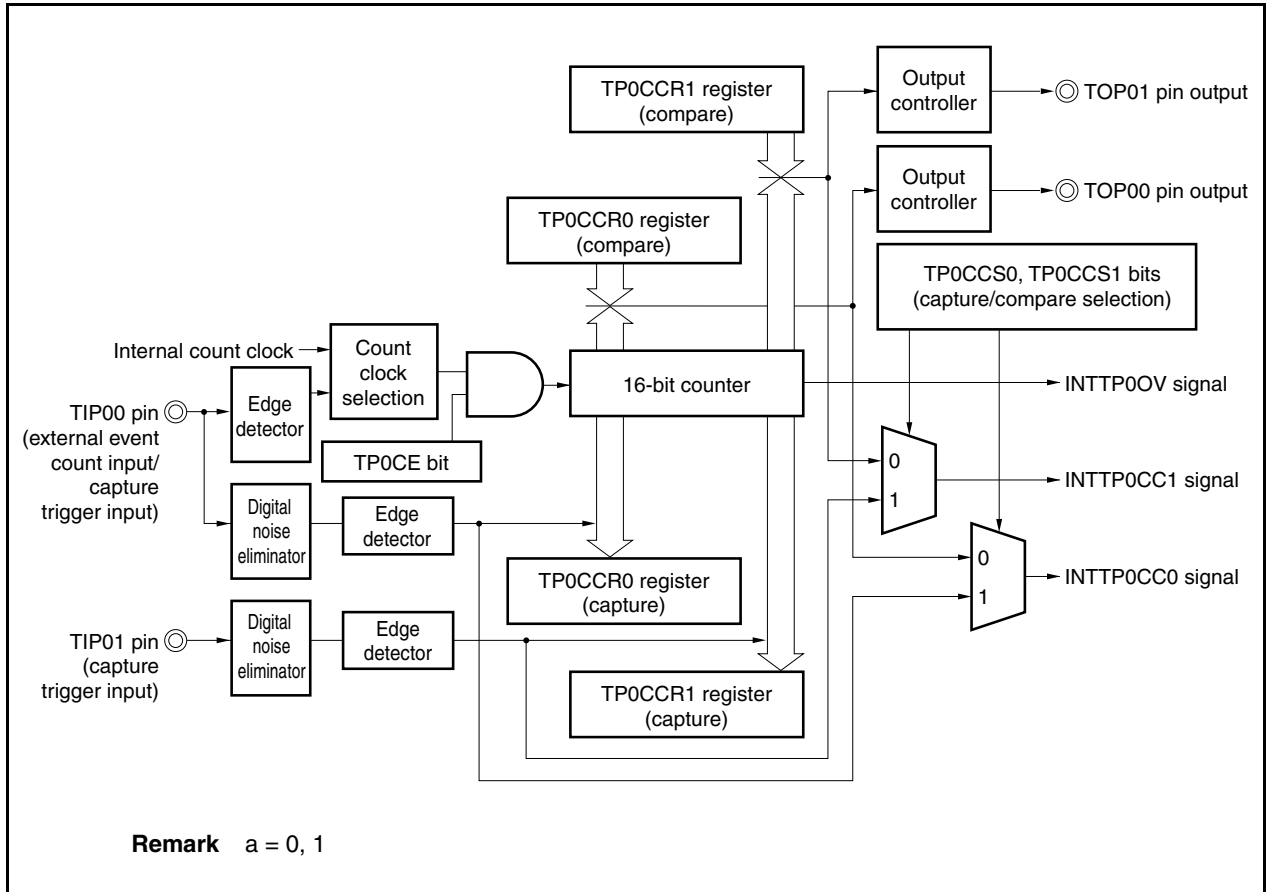 TP0CCR1 register
(compare)
Output
controller
TOP01 pin output
Output
controller
TOP00 pin output
TP0CCR0 register
(compare)
TP0CCS0, TP0CCS1 bits
(capture/compare selection)
Internal count clock
Count
clock
selection
16-bit counter
INTTP0OV signal
TIP00 pin
(external event
count input/
capture
trigger input)
Edge
detector
TP0CE bit
0
1
INTTP0CC1 signal
Digital
noise
eliminator
Edge
detector
TP0CCR0 register
(capture)
0
1
INTTP0CC0 signal
TIP01 pin
(capture
trigger input)
Digital
noise
eliminator
Edge
detector
TP0CCR1 register
(capture)
Remark a = 0, 1